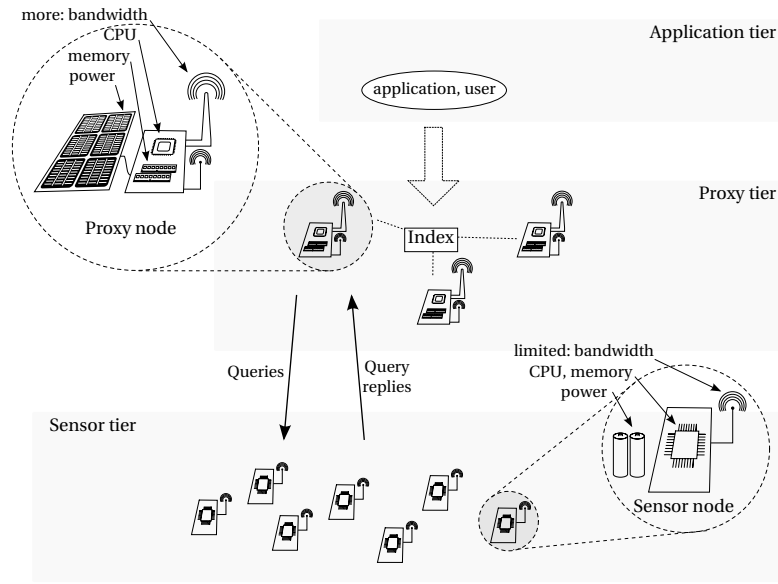 more: bandwidth
CPU
memory
power
Application tier
application, user
Proxy tier
Proxy node
Index
limited: bandwidth
CPU, memory
power
Queries
Query
replies
Sensor tier
Sensor node